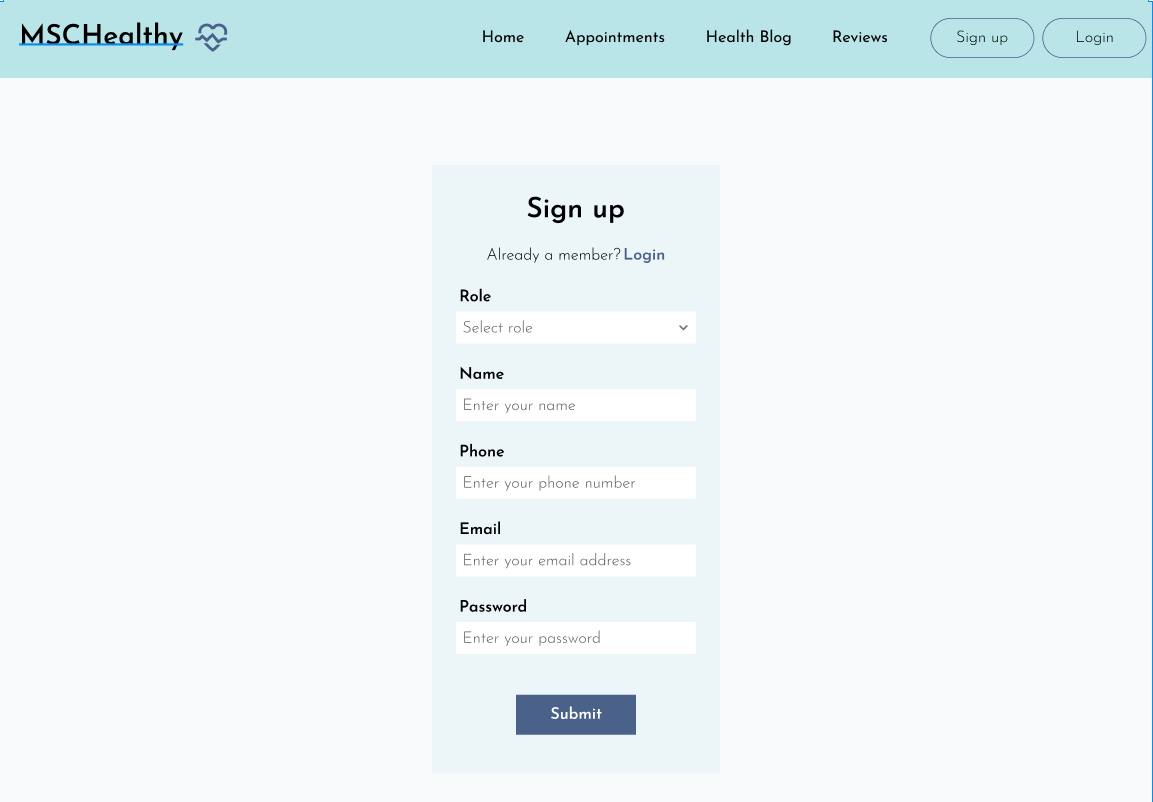 MSCHealthy Home Appointments Health Blog Reviews Sign up Login
Sign up
Already a member? Login
Role
Select role
Name
Enter your name
Phone
Enter your phone number
Email
Enter your email address
Password
Enter your password
Submit